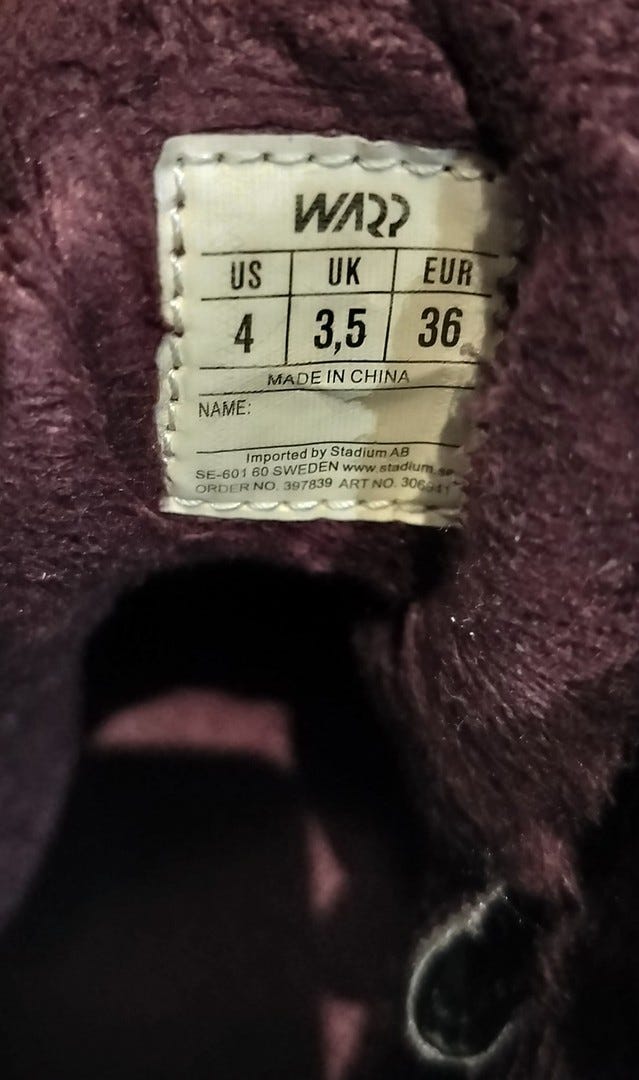 WARP
US UK EUR
4 3,5 36
MADE IN CHINA
NAME:
Imported by Stadium AB
SE-601 60 SWEDEN www.stadium.se
ORDER NO. 397839 ART NO.